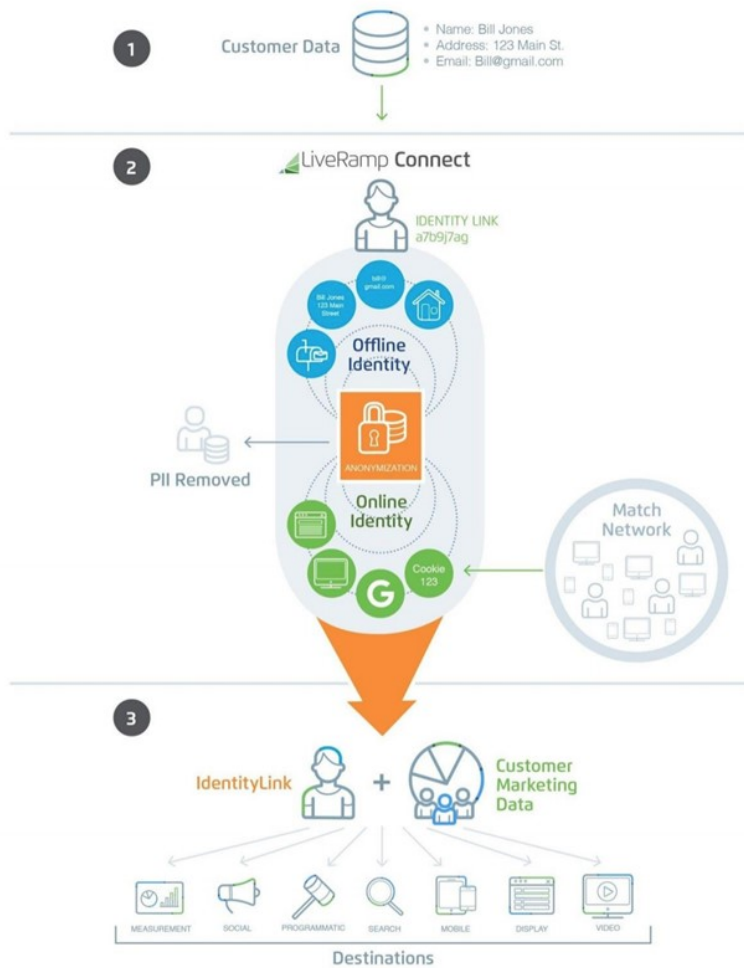 1
Customer Data
• Name: Bill Jones
• Address: 123 Main St.
• Email: Bill@gmail.com
2
LiveRamp Connect
IDENTITY LINK
a7b9j7ag
bill@
gmail.com
Bill Jones
123 Main
Street
Offline
Identity
ANONYMIZATION
PII Removed
Online
Identity
Match
Network
Cookie
123
G
3
IdentityLink
+
Customer
Marketing
Data
MEASUREMENT
SOCIAL
PROGRAMMATIC
SEARCH
MOBILE
DISPLAY
VIDEO
Destinations